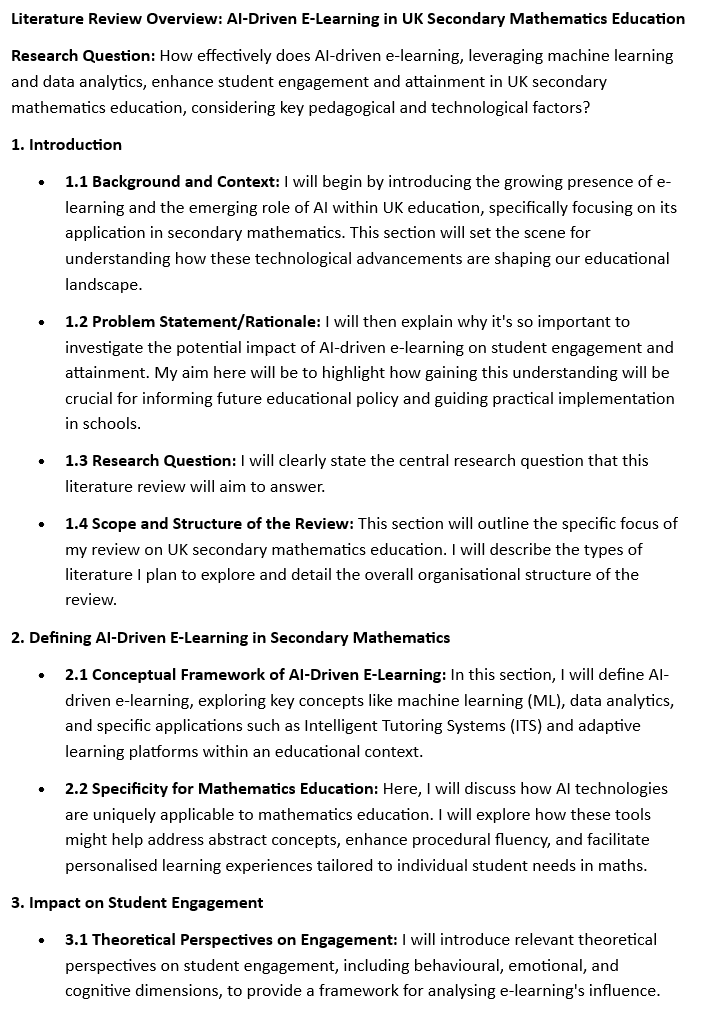 Literature Review Overview: AI-Driven E-Learning in UK Secondary Mathematics Education
Research Question: How effectively does AI-driven e-learning, leveraging machine learning
and data analytics, enhance student engagement and attainment in UK secondary
mathematics education, considering key pedagogical and technological factors?
1. Introduction
• 1.1 Background and Context: I will begin by introducing the growing presence of e-
learning and the emerging role of AI within UK education, specifically focusing on its
application in secondary mathematics. This section will set the scene for
understanding how these technological advancements are shaping our educational
landscape.
• 1.2 Problem Statement/Rationale: I will then explain why it's so important to
investigate the potential impact of AI-driven e-learning on student engagement and
attainment. My aim here will be to highlight how gaining this understanding will be
crucial for informing future educational policy and guiding practical implementation
in schools.
• 1.3 Research Question: I will clearly state the central research question that this
literature review will aim to answer.
• 1.4 Scope and Structure of the Review: This section will outline the specific focus of
my review on UK secondary mathematics education. I will describe the types of
literature I plan to explore and detail the overall organisational structure of the
review.
2. Defining AI-Driven E-Learning in Secondary Mathematics
• 2.1 Conceptual Framework of AI-Driven E-Learning: In this section, I will define AI-
driven e-learning, exploring key concepts like machine learning (ML), data analytics,
and specific applications such as Intelligent Tutoring Systems (ITS) and adaptive
learning platforms within an educational context.
• 2.2 Specificity for Mathematics Education: Here, I will discuss how AI technologies
are uniquely applicable to mathematics education. I will explore how these tools
might help address abstract concepts, enhance procedural fluency, and facilitate
personalised learning experiences tailored to individual student needs in maths.
3. Impact on Student Engagement
• 3.1 Theoretical Perspectives on Engagement: I will introduce relevant theoretical
perspectives on student engagement, including behavioural, emotional, and
cognitive dimensions, to provide a framework for analysing e-learning's influence.